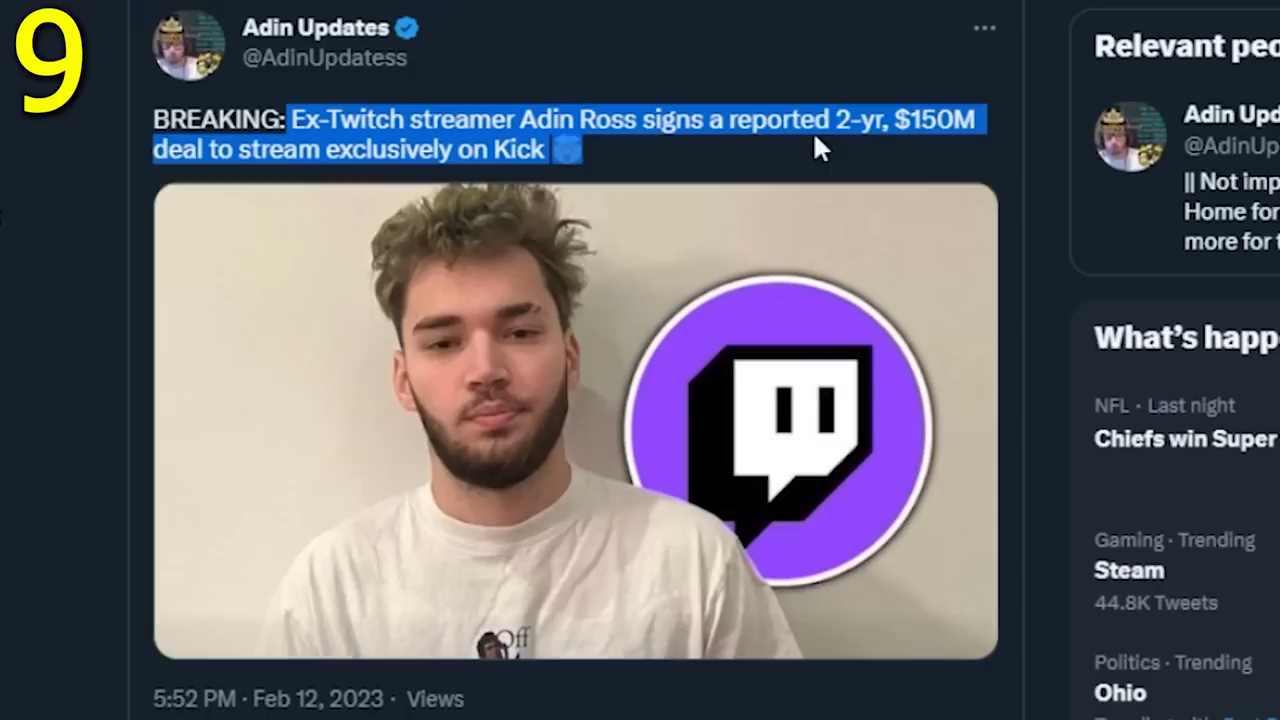 9
Adin Updates
@AdinUpdatess
BREAKING: Ex-Twitch streamer Adin Ross signs a reported 2-yr, $150M
deal to stream exclusively on Kick
Off
5:52 PM · Feb 12, 2023 · Views
Relevant peo
Adin Upd
@AdinUp
|| Not imp
Home for
more for t
What's happ
NFL · Last night
Chiefs win Super
Gaming · Trending
Steam
44.8K Tweets
Politics · Trending
Ohio